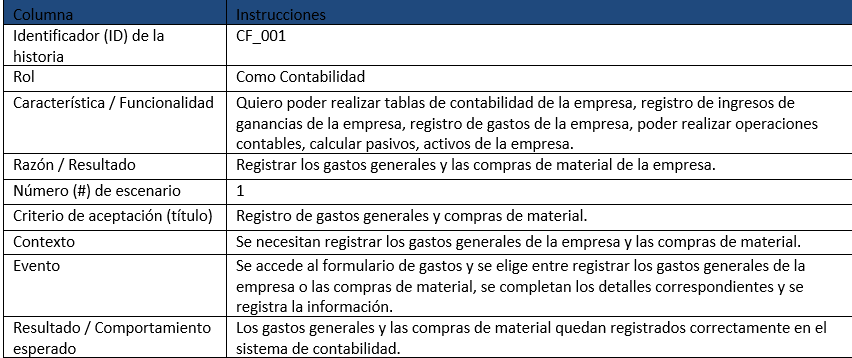 Columna Instrucciones
Identificador (ID) de la CF_001
historia
Rol Como Contabilidad
Característica / Funcionalidad Quiero poder realizar tablas de contabilidad de la empresa, registro de ingresos de
ganancias de la empresa, registro de gastos de la empresa, poder realizar operaciones
contables, calcular pasivos, activos de la empresa.
Razón / Resultado Registrar los gastos generales y las compras de material de la empresa.
Número (#) de escenario 1
Criterio de aceptación (título) Registro de gastos generales y compras de material.
Contexto Se necesitan registrar los gastos generales de la empresa y las compras de material.
Evento Se accede al formulario de gastos y se elige entre registrar los gastos generales de la
empresa o las compras de material, se completan los detalles correspondientes y se
registra la información.
Resultado / Comportamiento Los gastos generales y las compras de material quedan registrados correctamente en el
esperado sistema de contabilidad.